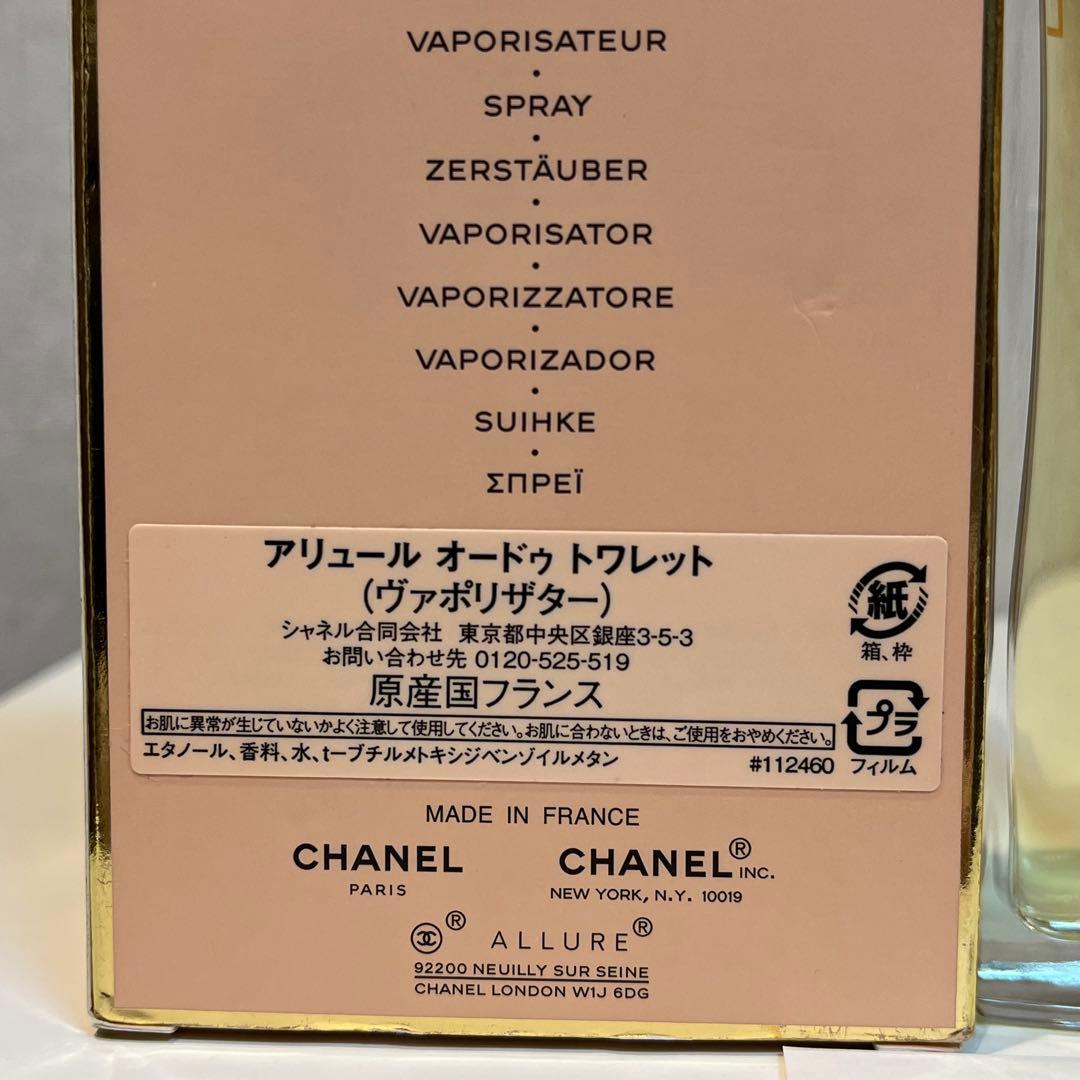 VAPORISATEUR
•
SPRAY
•
ZERSTÄUBER
•
VAPORISATOR
•
VAPORIZZATORE
•
VAPORIZADOR
•
SUIHKE
•
ΣΠΡΕΪ
アリュール オードゥ トワレット
(ヴァポリザター)
シャネル合同会社 東京都中央区銀座3-5-3
お問い合わせ先 0120-525-519
原産国フランス
お肌に異常が生じていないかよく注意して使用してください。お肌に合わないときは、ご使用をおやめください。
エタノール、香料、水、t-ブチルメトキシジベンゾイルメタン
#112460
紙
箱、枠
プラ
フィルム
MADE IN FRANCE
CHANEL
PARIS
CHANEL® INC.
NEW YORK, N.Y. 10019
® ALLURE®
92200 NEUILLY SUR SEINE
CHANEL LONDON W1J 6DG